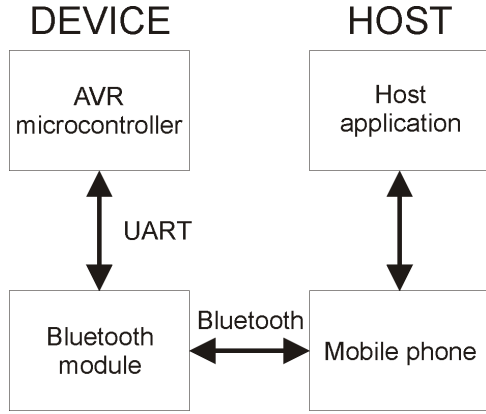 DEVICE
HOST
AVR
microcontroller
Host
application
UART
Bluetooth
module
Bluetooth
Mobile phone